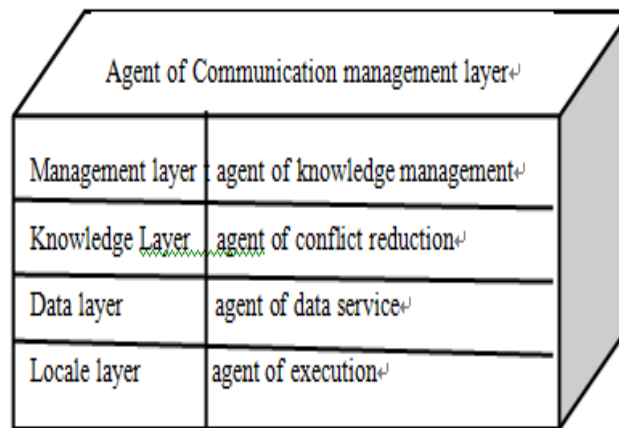 Agent of Communication management layer↵
Management layer t agent of knowledge management↵
Knowledge Layer agent of conflict reduction↵
Data layer agent of data service↵
Locale layer agent of execution↵